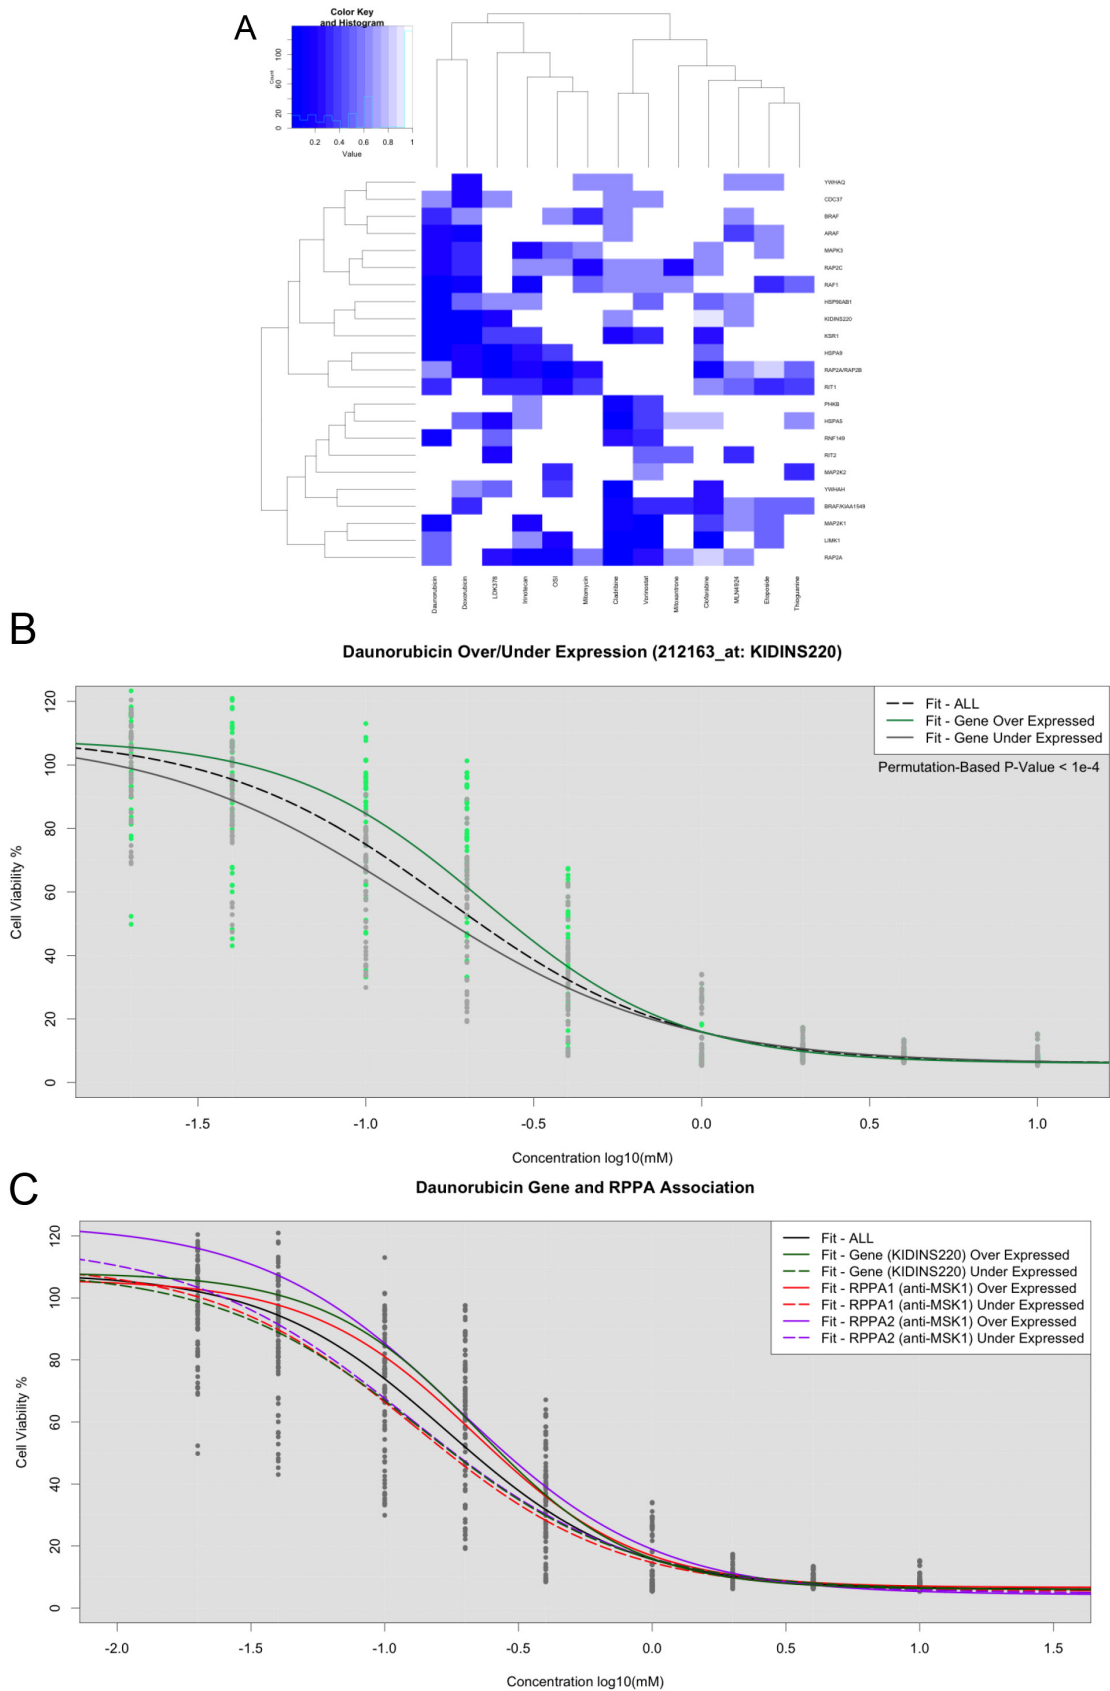 A
Color Key
and Histogram
Count
0 20 60 100
0.2 0.4 0.6 0.8 1
Value
YWHAQ
CDC37
BRAF
ARAF
MAPK3
RAP2C
RAF1
HSP90AB1
KIDINS220
KSR1
HSPA9
RAP2A/RAP2B
RIT1
PHKB
HSPA5
RNF149
RIT2
MAP2K2
YWHAH
BRAF/KIAA1549
MAP2K1
LIMK1
RAP2A
Daunorubicin
Doxorubicin
LDK378
Irinotecan
OSI
Mitomycin
Cladribine
Vorinostat
Mitoxantrone
Clofarabine
MLN4924
Etoposide
Thioguanine
B
Daunorubicin Over/Under Expression (212163_at: KIDINS220)
Fit - ALL
Fit - Gene Over Expressed
Fit - Gene Under Expressed
Permutation-Based P-Value < 1e-4
Cell Viability %
120
100
80
60
40
20
0
-1.5 -1.0 -0.5 0.0 0.5 1.0
Concentration log10(mM)
C
Daunorubicin Gene and RPPA Association
Fit - ALL
Fit - Gene (KIDINS220) Over Expressed
Fit - Gene (KIDINS220) Under Expressed
Fit - RPPA1 (anti-MSK1) Over Expressed
Fit - RPPA1 (anti-MSK1) Under Expressed
Fit - RPPA2 (anti-MSK1) Over Expressed
Fit - RPPA2 (anti-MSK1) Under Expressed
Cell Viability %
120
100
80
60
40
20
0
-2.0 -1.5 -1.0 -0.5 0.0 0.5 1.0 1.5
Concentration log10(mM)